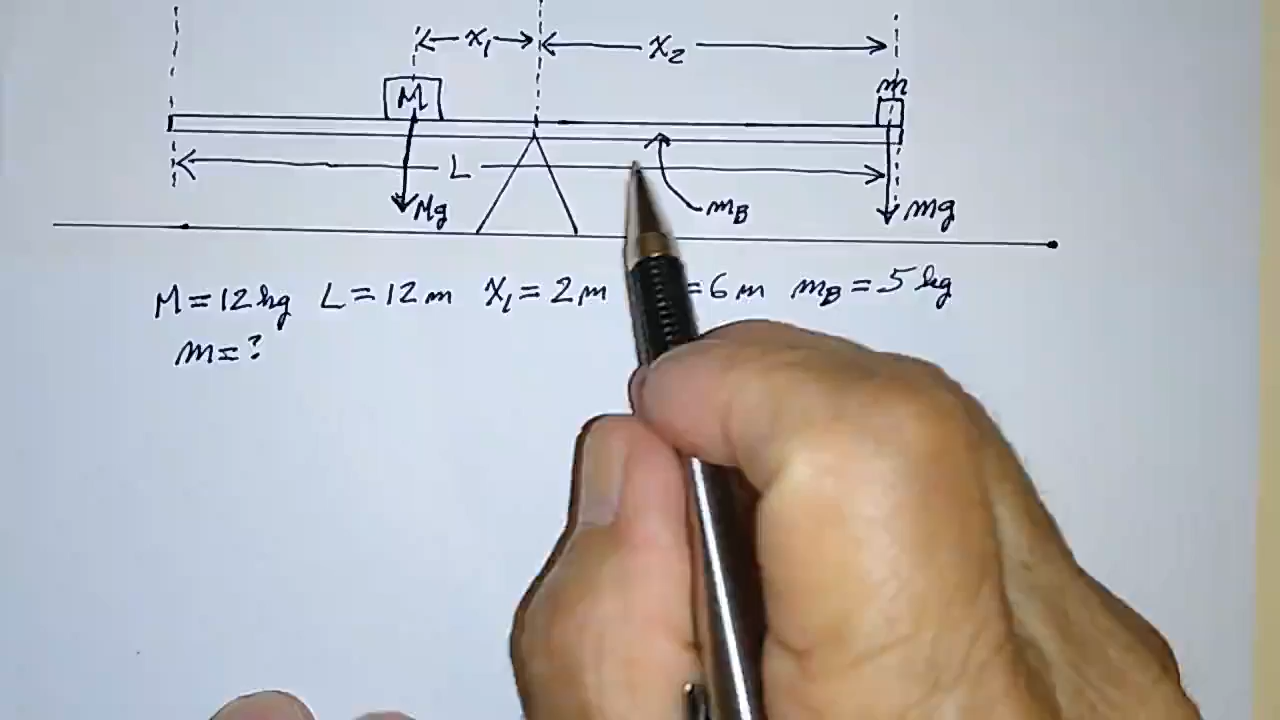 x₁ x₂
M m
L
Mg m_B mg
M = 12 kg L = 12 m x₁ = 2 m = 6 m m_B = 5 kg
m = ?